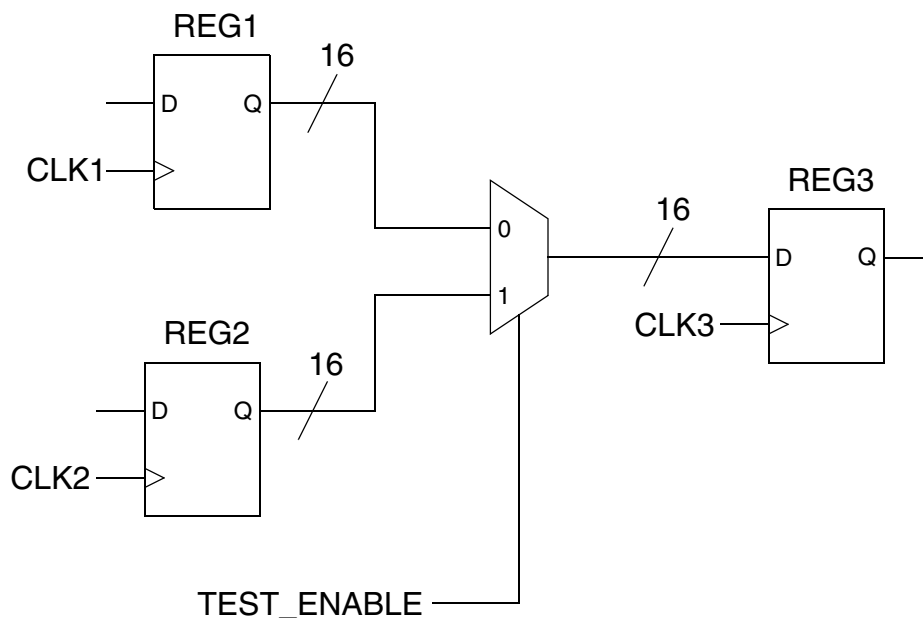 REG1
16
D Q
CLK1
REG3
16
0
D Q
1
CLK3
REG2
16
D Q
CLK2
TEST_ENABLE